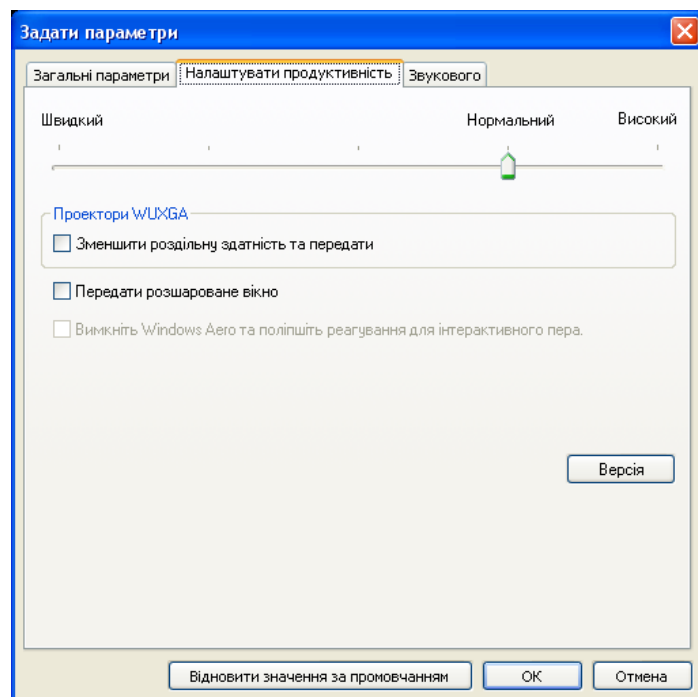 Задати параметри
Загальні параметри Налаштувати продуктивність Звукового
Швидкий Нормальний Високий
Проектори WUXGA
Зменшити роздільну здатність та передати
Передати розшароване вікно
Вимкніть Windows Aero та поліпшіть реагування для інтерактивного пера.
Версія
Відновити значення за промовчанням ОК Отмена